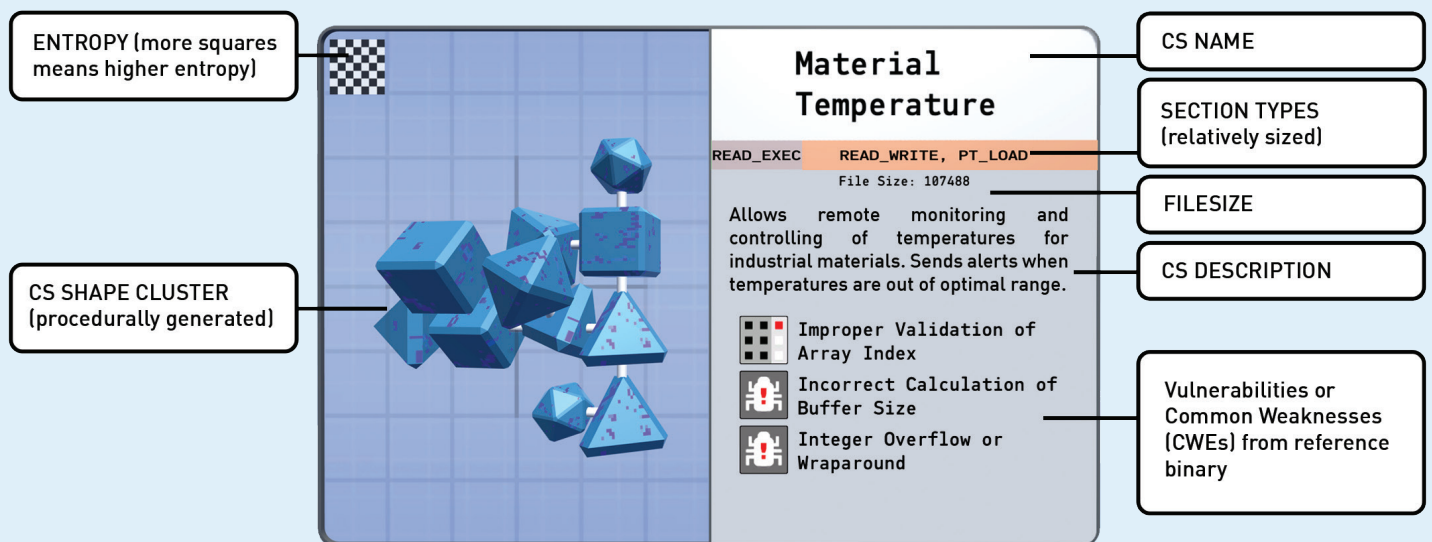 ENTROPY (more squares
means higher entropy)
CS SHAPE CLUSTER
(procedurally generated)
Material
Temperature
READ_EXEC
READ_WRITE, PT_LOAD
File Size: 107488
Allows remote monitoring and
controlling of temperatures for
industrial materials. Sends alerts when
temperatures are out of optimal range.
Improper Validation of
Array Index
Incorrect Calculation of
Buffer Size
Integer Overflow or
Wraparound
CS NAME
SECTION TYPES
(relatively sized)
FILESIZE
CS DESCRIPTION
Vulnerabilities or
Common Weaknesses
(CWEs) from reference
binary